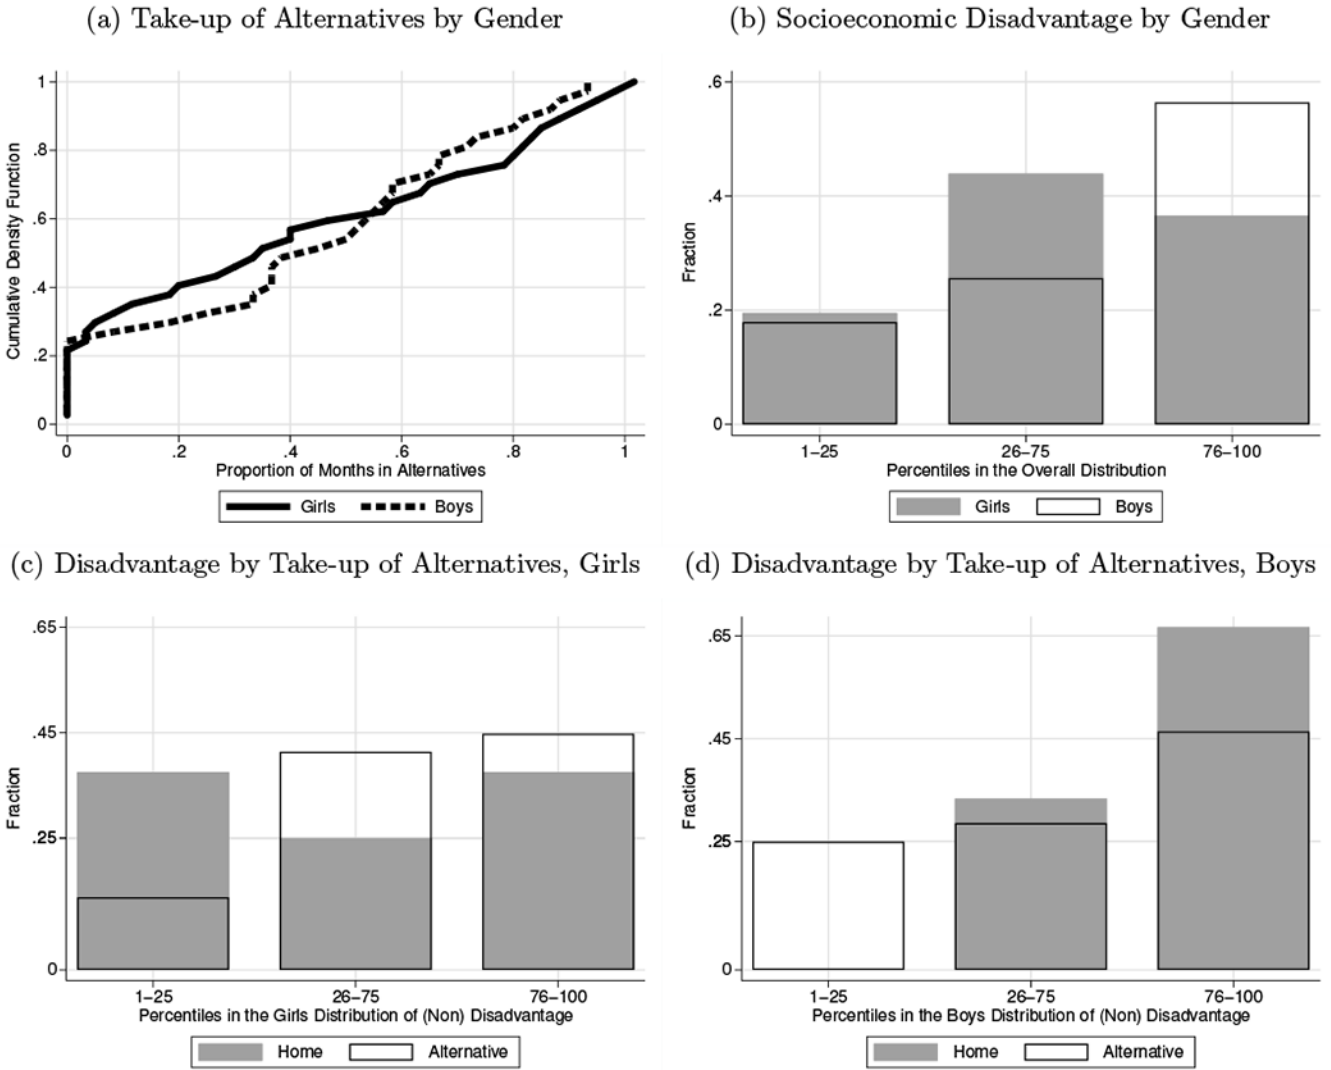 (a) Take-up of Alternatives by Gender
Cumulative Density Function
1
.8
.6
.4
.2
0
0 .2 .4 .6 .8 1
Proportion of Months in Alternatives
Girls Boys
(b) Socioeconomic Disadvantage by Gender
Fraction
.6
.4
.2
0
1–25 26–75 76–100
Percentiles in the Overall Distribution
Girls Boys
(c) Disadvantage by Take-up of Alternatives, Girls
Fraction
.65
.45
.25
0
1–25 26–75 76–100
Percentiles in the Girls Distribution of (Non) Disadvantage
Home Alternative
(d) Disadvantage by Take-up of Alternatives, Boys
Fraction
.65
.45
.25
0
1–25 26–75 76–100
Percentiles in the Boys Distribution of (Non) Disadvantage
Home Alternative